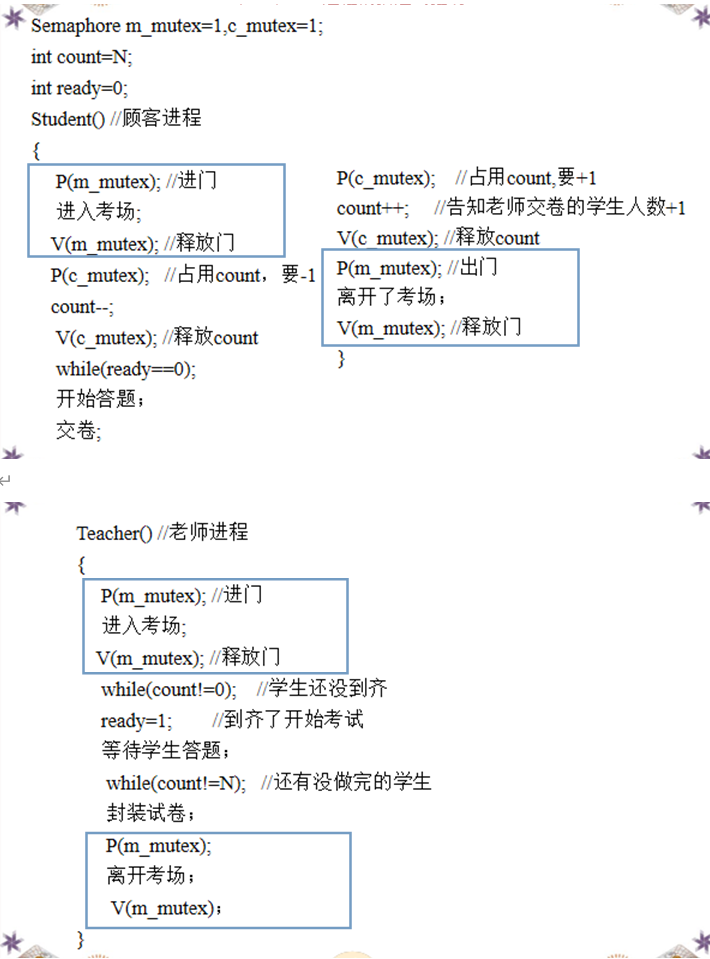 Semaphore m_mutex=1,c_mutex=1;
int count=N;
int ready=0;
Student() //顾客进程
{
P(m_mutex); //进门
进入考场;
V(m_mutex); //释放门
P(c_mutex); //占用count，要-1
count--;
V(c_mutex); //释放count
while(ready==0);
开始答题；
交卷;
P(c_mutex); //占用count,要+1
count++; //告知老师交卷的学生人数+1
V(c_mutex); //释放count
P(m_mutex); //出门
离开了考场；
V(m_mutex); //释放门
}
Teacher() //老师进程
{
P(m_mutex); //进门
进入考场;
V(m_mutex); //释放门
while(count!=0); //学生还没到齐
ready=1; //到齐了开始考试
等待学生答题；
while(count!=N); //还有没做完的学生
封装试卷；
P(m_mutex);
离开考场；
V(m_mutex)；
}